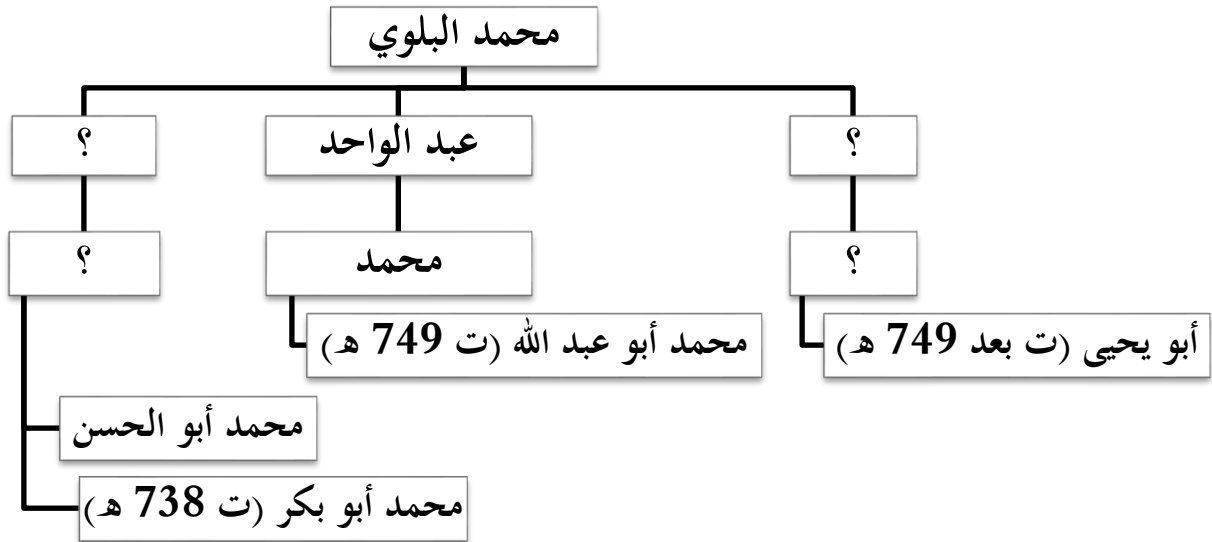 محمد البلوي
؟
عبد الواحد
؟
؟
محمد
؟
أبو يحيى (ت بعد 749 هـ)
محمد أبو عبد الله (ت 749 هـ)
محمد أبو الحسن
محمد أبو بكر (ت 738 هـ)